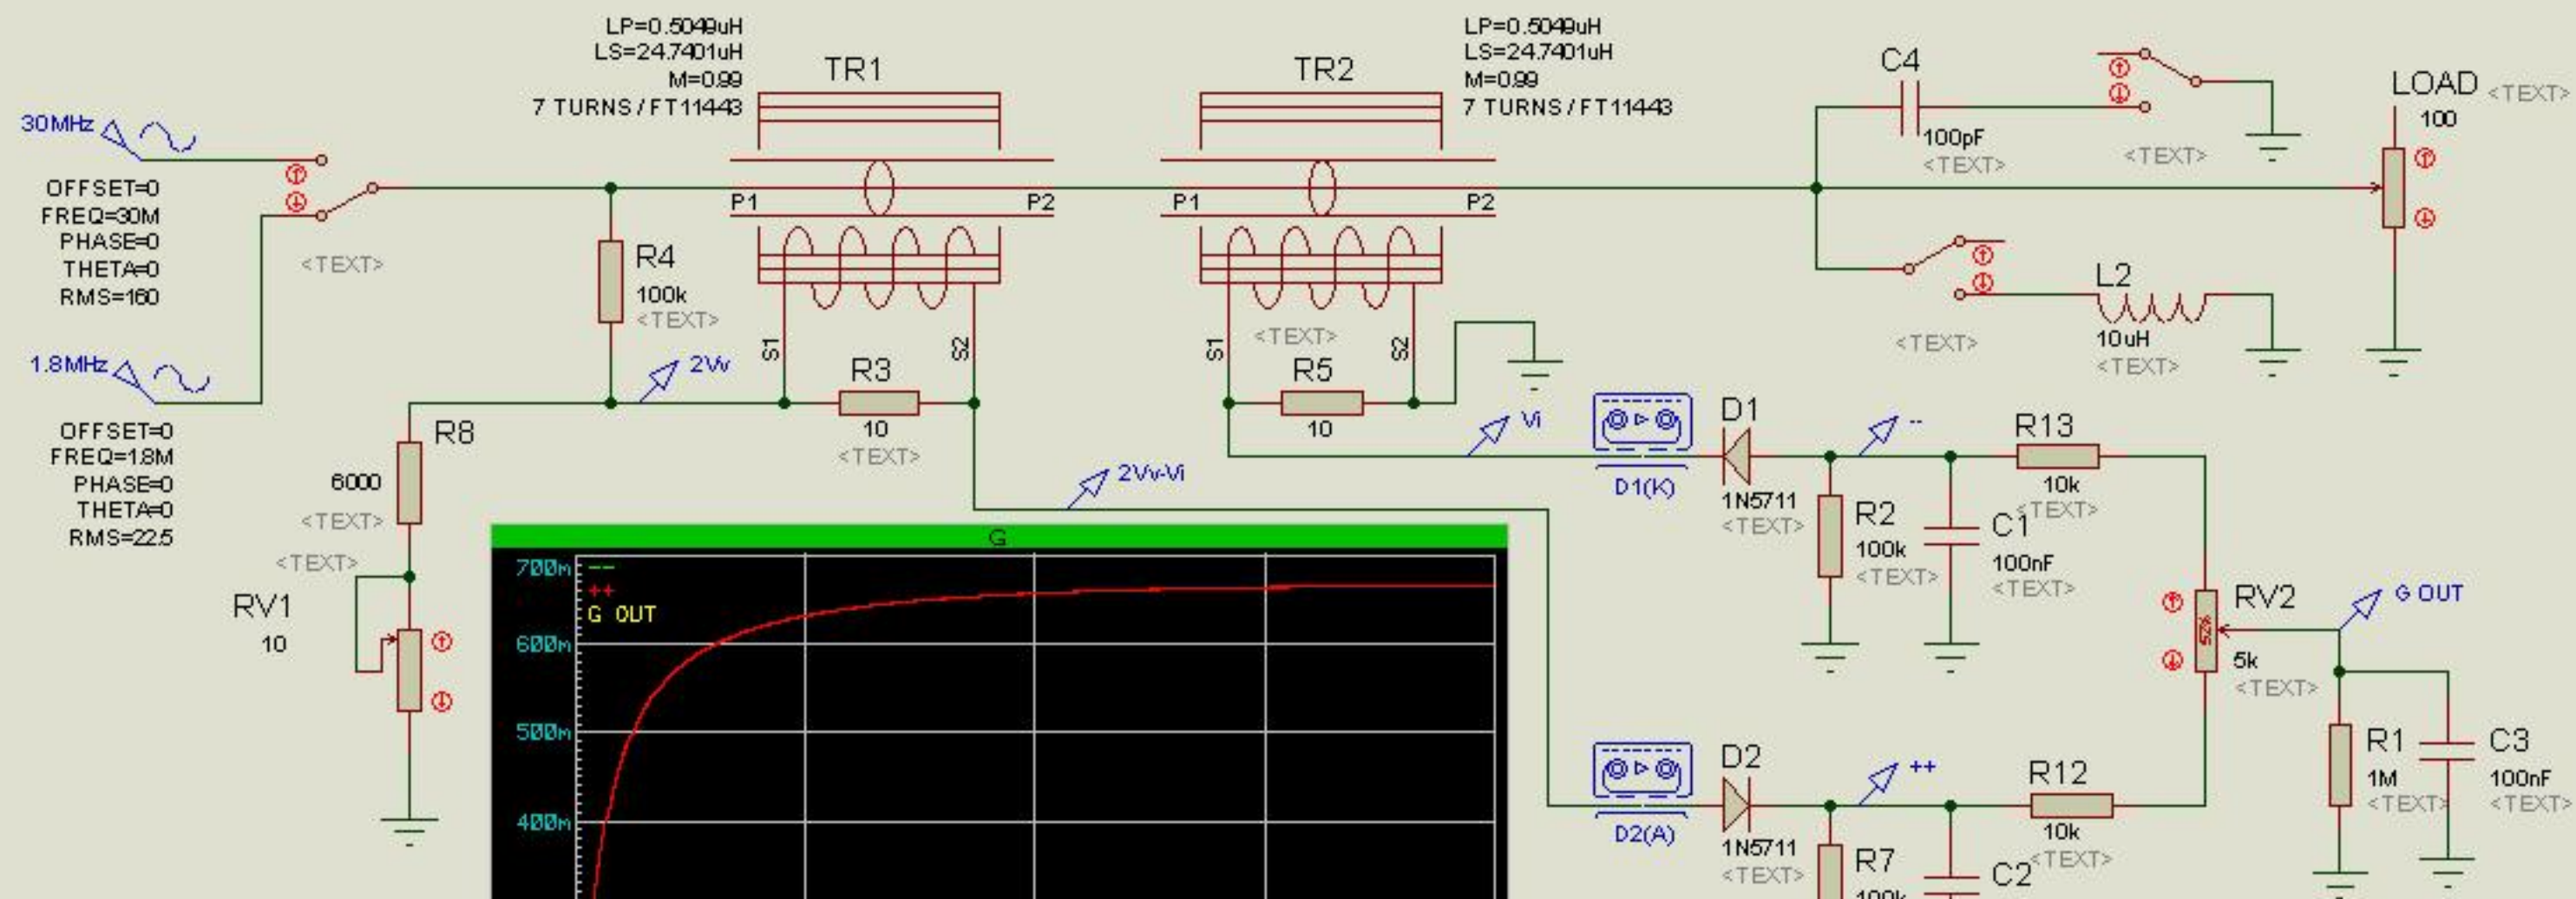 LP=0.5049uH
LS=24.7401uH
M=0.99
7 TURNS / FT11443
TR1
TR2
LP=0.5049uH
LS=24.7401uH
M=0.99
7 TURNS / FT11443
C4
100pF
<TEXT>
<TEXT>
LOAD
<TEXT>
100
30MHz
OFFSET=0
FREQ=30M
PHASE=0
THETA=0
RMS=160
<TEXT>
P1
P2
P1
P2
R4
100k
<TEXT>
S1
S2
S1
S2
<TEXT>
L2
10uH
<TEXT>
<TEXT>
1.8MHz
OFFSET=0
FREQ=1.8M
PHASE=0
THETA=0
RMS=22.5
2Vv
R3
10
<TEXT>
R5
10
Vi
2Vv-Vi
R8
6000
<TEXT>
<TEXT>
RV1
10
D1(K)
D1
1N5711
<TEXT>
--
R2
100k
<TEXT>
C1
100nF
<TEXT>
R13
10k
<TEXT>
RV2
52%
5k
<TEXT>
G OUT
R1
1M
<TEXT>
C3
100nF
<TEXT>
D2(A)
D2
1N5711
<TEXT>
++
R7
100k
C2
R12
10k
<TEXT>
G
700m
600m
500m
400m
--
++
G OUT